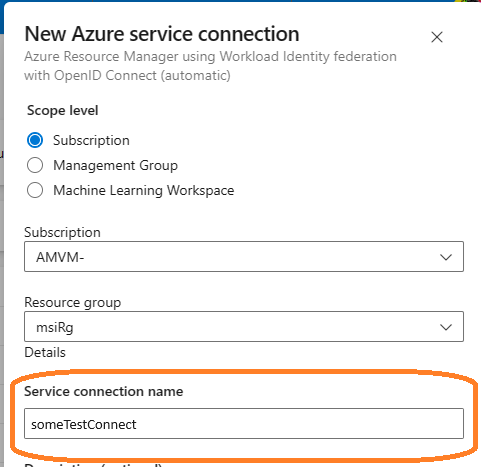 New Azure service connection
Azure Resource Manager using Workload Identity federation
with OpenID Connect (automatic)
Scope level
Subscription
Management Group
Machine Learning Workspace
Subscription
AMVM-
Resource group
msiRg
Details
Service connection name
someTestConnect